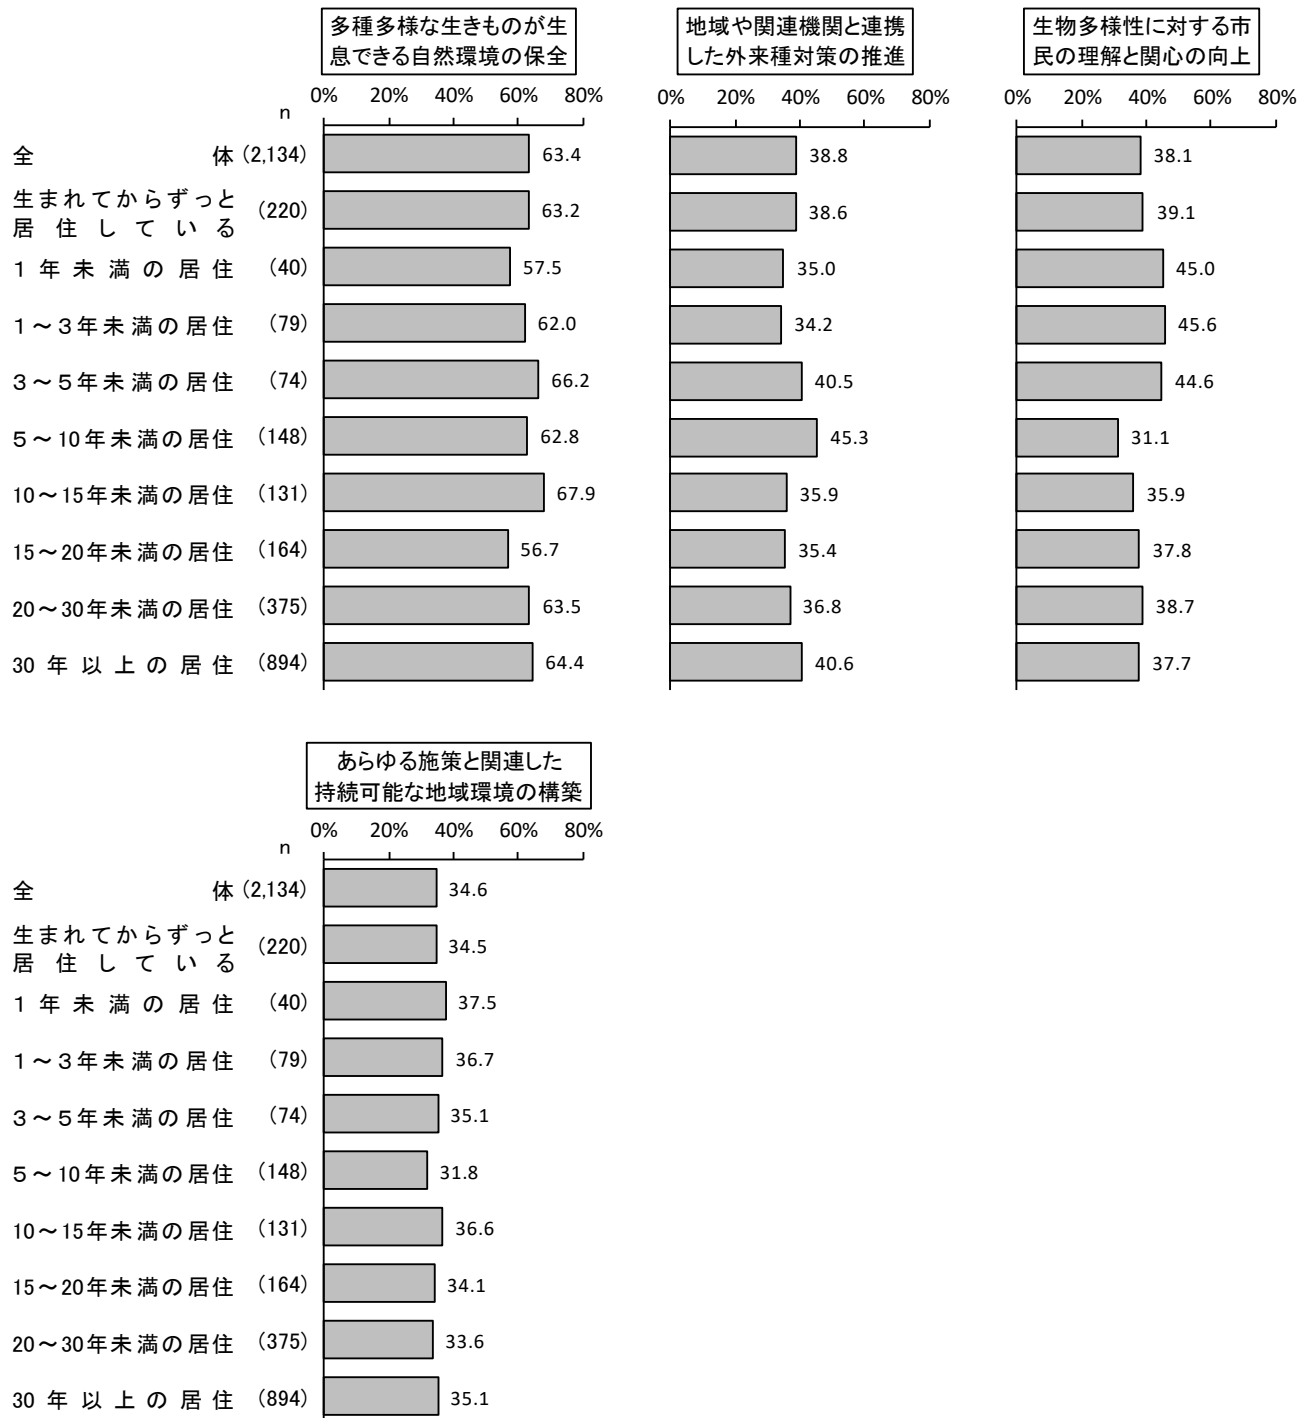 多種多様な生きものが生
息できる自然環境の保全
地域や関連機関と連携
した外来種対策の推進
生物多様性に対する市
民の理解と関心の向上
0% 20% 40% 60% 80% 0% 20% 40% 60% 80% 0% 20% 40% 60% 80%
n
全体 (2,134) 63.4 38.8 38.1
生まれてからずっと
居住している (220) 63.2 38.6 39.1
1年未満の居住 (40) 57.5 35.0 45.0
1～3年未満の居住 (79) 62.0 34.2 45.6
3～5年未満の居住 (74) 66.2 40.5 44.6
5～10年未満の居住 (148) 62.8 45.3 31.1
10～15年未満の居住 (131) 67.9 35.9 35.9
15～20年未満の居住 (164) 56.7 35.4 37.8
20～30年未満の居住 (375) 63.5 36.8 38.7
30年以上の居住 (894) 64.4 40.6 37.7
あらゆる施策と関連した
持続可能な地域環境の構築
0% 20% 40% 60% 80%
n
全体 (2,134) 34.6
生まれてからずっと
居住している (220) 34.5
1年未満の居住 (40) 37.5
1～3年未満の居住 (79) 36.7
3～5年未満の居住 (74) 35.1
5～10年未満の居住 (148) 31.8
10～15年未満の居住 (131) 36.6
15～20年未満の居住 (164) 34.1
20～30年未満の居住 (375) 33.6
30年以上の居住 (894) 35.1